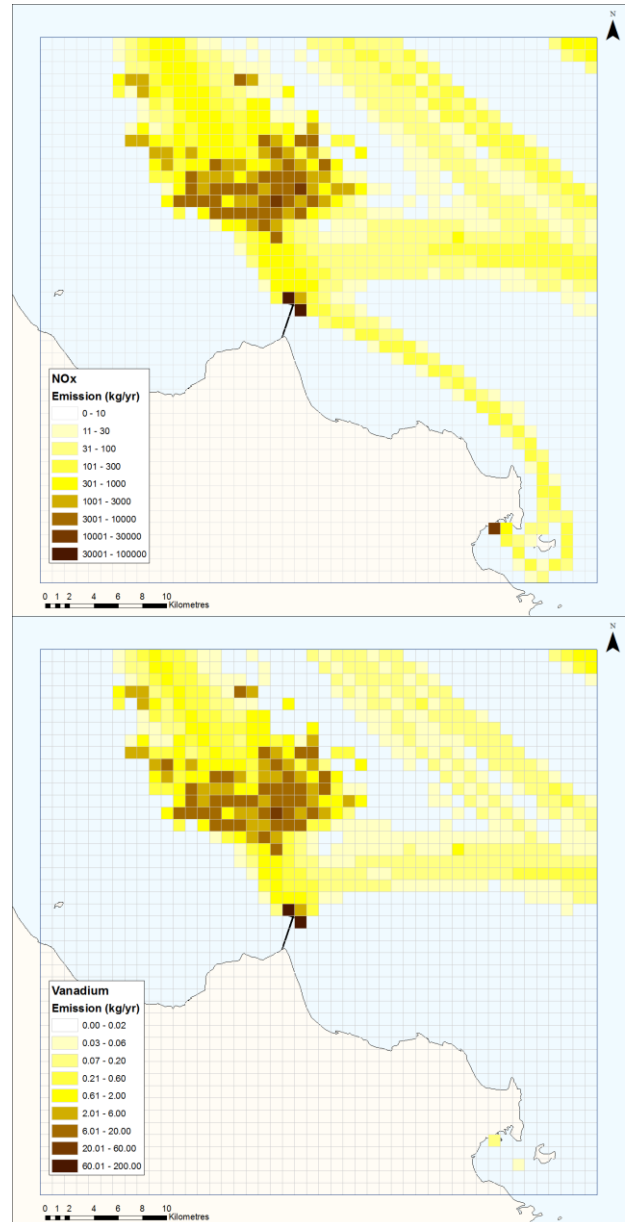 N
NOx
Emission (kg/yr)
0 - 10
11 - 30
31 - 100
101 - 300
301 - 1000
1001 - 3000
3001 - 10000
10001 - 30000
30001 - 100000
0 1 2 4 6 8 10
Kilometres
N
Vanadium
Emission (kg/yr)
0.00 - 0.02
0.03 - 0.06
0.07 - 0.20
0.21 - 0.60
0.61 - 2.00
2.01 - 6.00
6.01 - 20.00
20.01 - 60.00
60.01 - 200.00
0 1 2 4 6 8 10
Kilometres